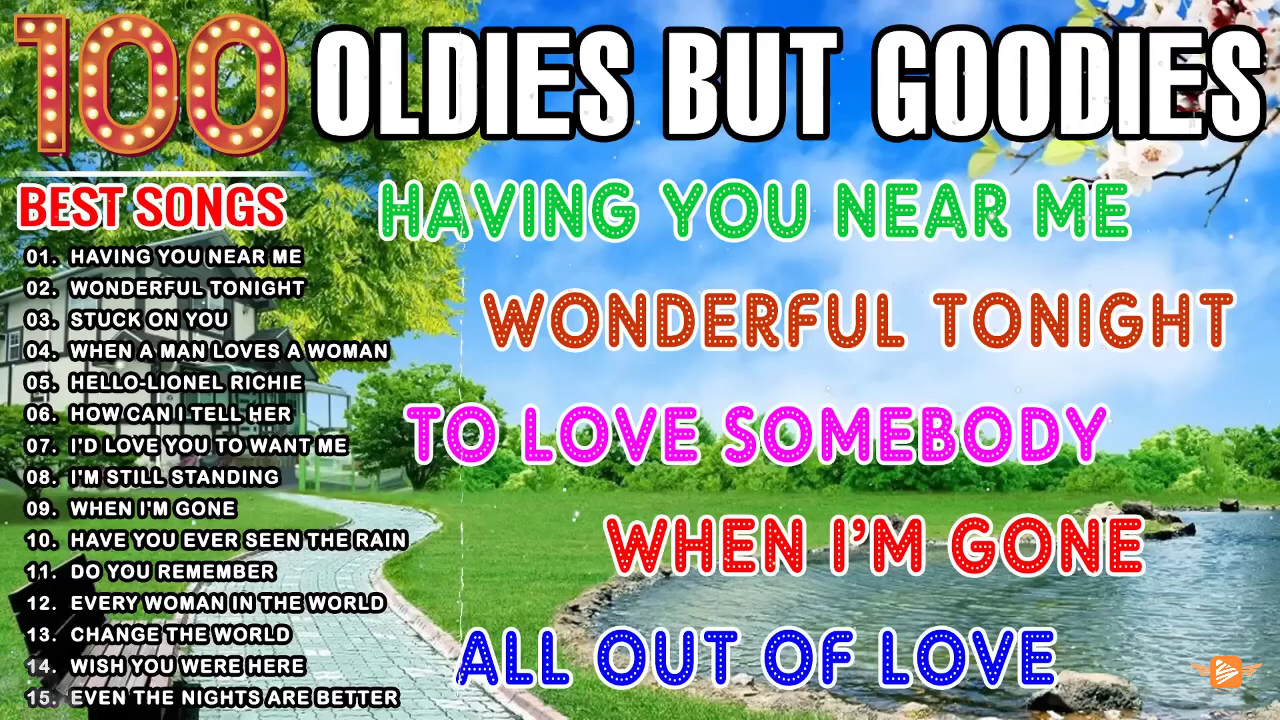 100 OLDIES BUT GOODIES
BEST SONGS
01. HAVING YOU NEAR ME
02. WONDERFUL TONIGHT
03. STUCK ON YOU
04. WHEN A MAN LOVES A WOMAN
05. HELLO-LIONEL RICHIE
06. HOW CAN I TELL HER
07. I'D LOVE YOU TO WANT ME
08. I'M STILL STANDING
09. WHEN I'M GONE
10. HAVE YOU EVER SEEN THE RAIN
11. DO YOU REMEMBER
12. EVERY WOMAN IN THE WORLD
13. CHANGE THE WORLD
14. WISH YOU WERE HERE
15. EVEN THE NIGHTS ARE BETTER
HAVING YOU NEAR ME
WONDERFUL TONIGHT
TO LOVE SOMEBODY
WHEN I’M GONE
ALL OUT OF LOVE